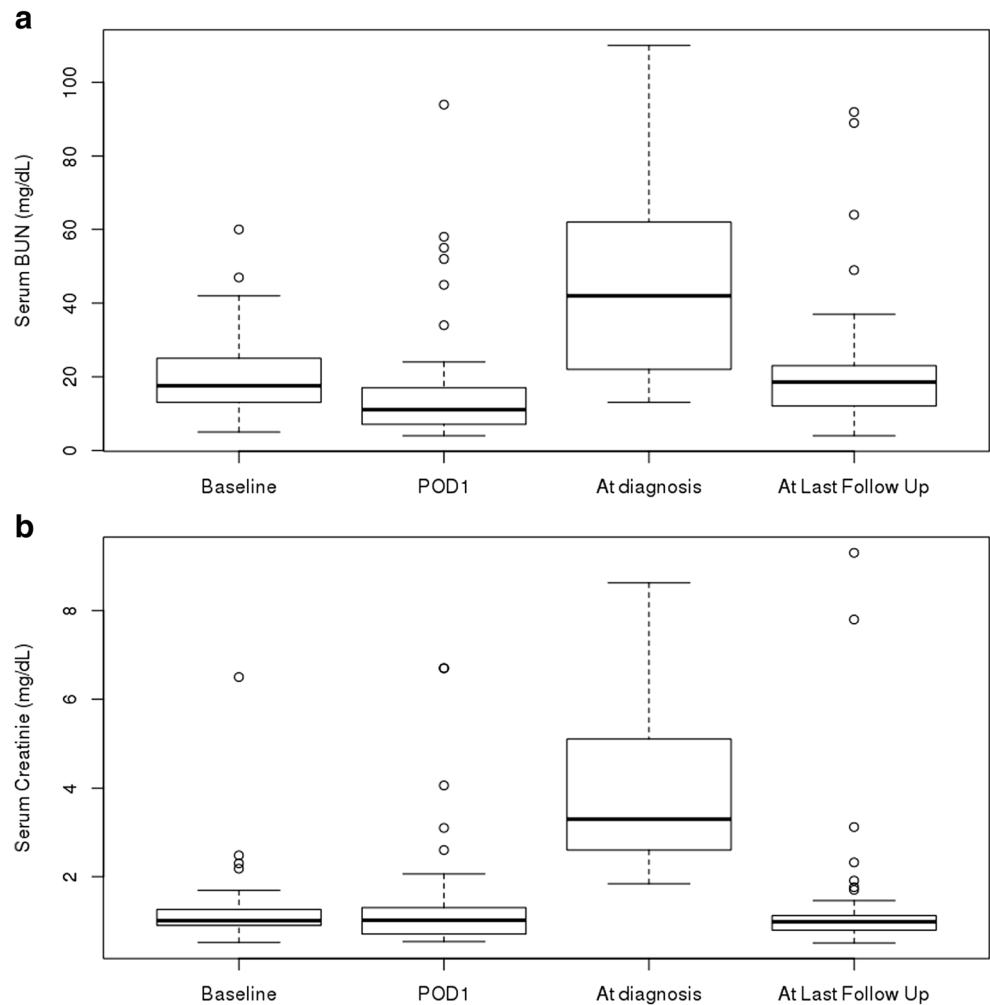 a
Serum BUN (mg/dL)
100
80
60
40
20
0
Baseline POD1 At diagnosis At Last Follow Up
b
Serum Creatinie (mg/dL)
8
6
4
2
Baseline POD1 At diagnosis At Last Follow Up